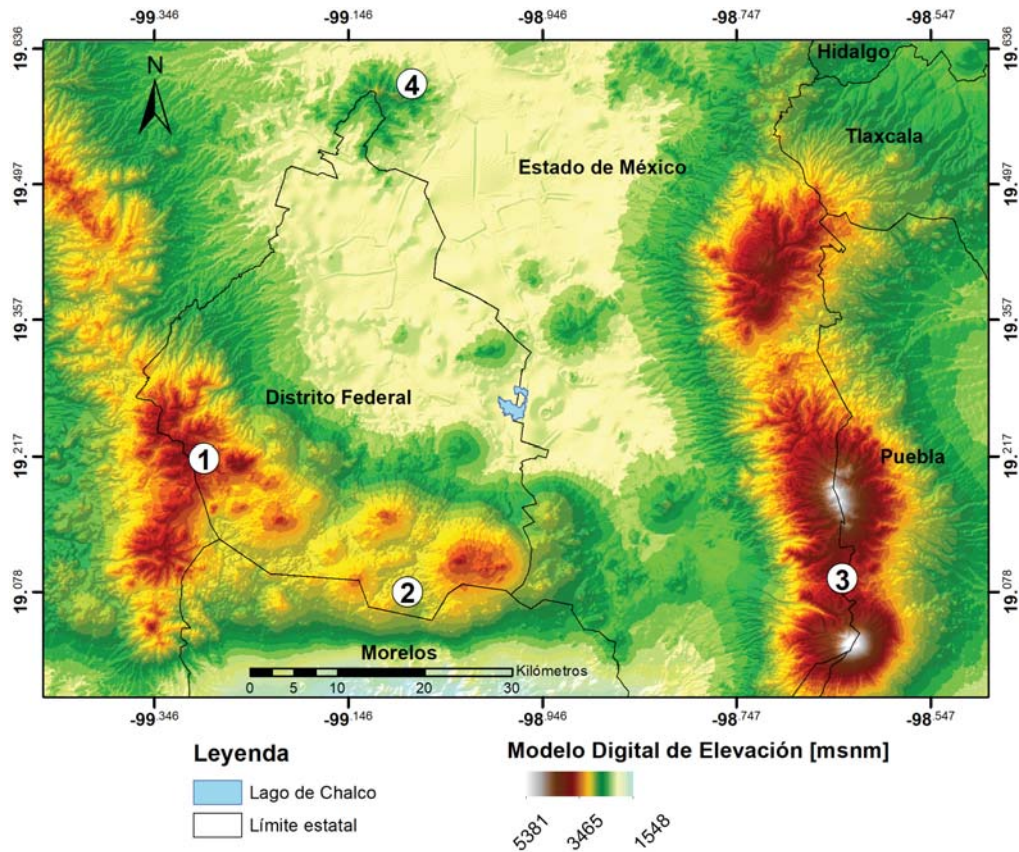 -99.346 -99.146 -98.946 -98.747 -98.547
19.636 19.636
N
Hidalgo
4
Tlaxcala
Estado de México
19.497 19.497
19.357 19.357
Distrito Federal
19.217 19.217
1
Puebla
19.078 19.078
2
3
Morelos
Kilómetros
0 5 10 20 30
-99.346 -99.146 -98.946 -98.747 -98.547
Leyenda
Lago de Chalco
Límite estatal
Modelo Digital de Elevación [msnm]
5381 3465 1548